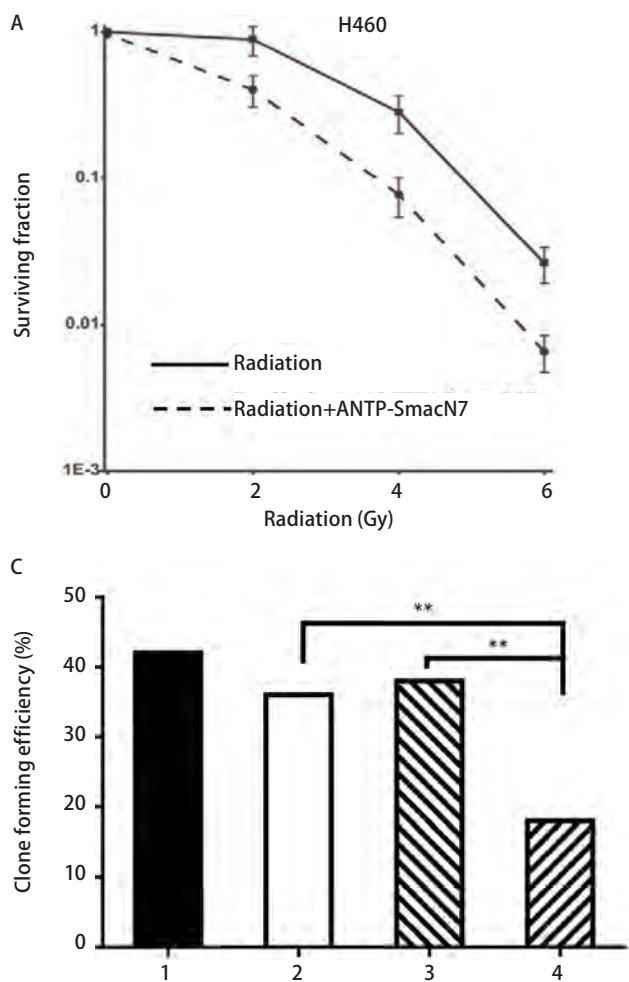 A
H460
1
0.1
0.01
1E-3
0 2 4 6
Surviving fraction
Radiation
Radiation+ANTP-SmacN7
Radiation (Gy)
C
Clone forming efficiency (%)
50
40
30
20
10
0
**
**
1 2 3 4